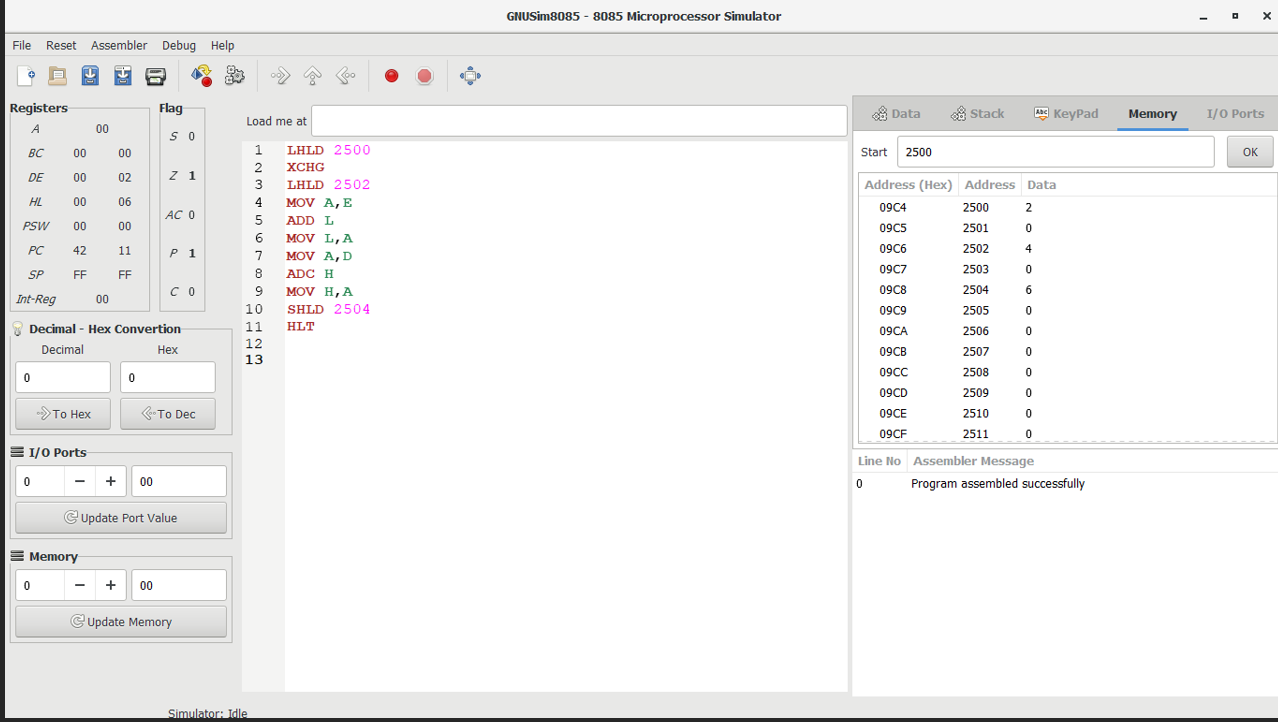 GNUSim8085 - 8085 Microprocessor Simulator
File Reset Assembler Debug Help
Registers
A 00
BC 00 00
DE 00 02
HL 00 06
PSW 00 00
PC 42 11
SP FF FF
Int-Reg 00
Flag
S 0
Z 1
AC 0
P 1
C 0
Decimal - Hex Convertion
Decimal Hex
0 0
To Hex To Dec
I/O Ports
0 − + 00
Update Port Value
Memory
0 − + 00
Update Memory
Load me at
1 LHLD 2500
2 XCHG
3 LHLD 2502
4 MOV A,E
5 ADD L
6 MOV L,A
7 MOV A,D
8 ADC H
9 MOV H,A
10 SHLD 2504
11 HLT
12
13
Data Stack Abc KeyPad Memory I/O Ports
Start 2500 OK
Address (Hex) Address Data
09C4 2500 2
09C5 2501 0
09C6 2502 4
09C7 2503 0
09C8 2504 6
09C9 2505 0
09CA 2506 0
09CB 2507 0
09CC 2508 0
09CD 2509 0
09CE 2510 0
09CF 2511 0
Line No Assembler Message
0 Program assembled successfully
Simulator: Idle